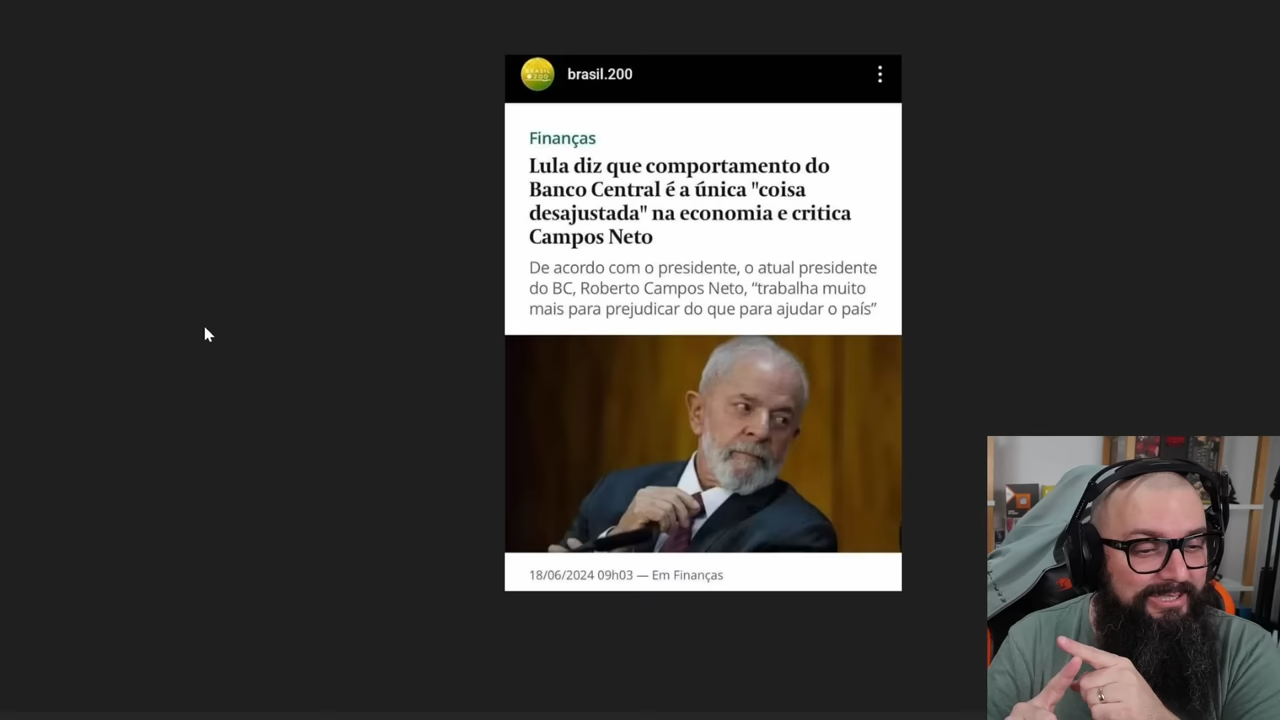 brasil.200
Finanças
Lula diz que comportamento do
Banco Central é a única "coisa
desajustada" na economia e critica
Campos Neto
De acordo com o presidente, o atual presidente
do BC, Roberto Campos Neto, “trabalha muito
mais para prejudicar do que para ajudar o país”
18/06/2024 09h03 — Em Finanças